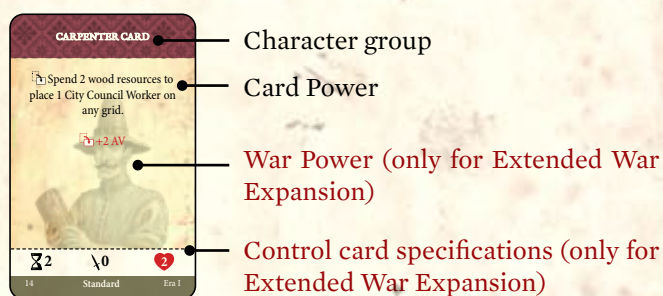 CARPENTER CARD
Spend 2 wood resources to
place 1 City Council Worker on
any grid.
+2 AV
2 0 2
14 Standard Era I
Character group
Card Power
War Power (only for Extended War
Expansion)
Control card specifications (only for
Extended War Expansion)